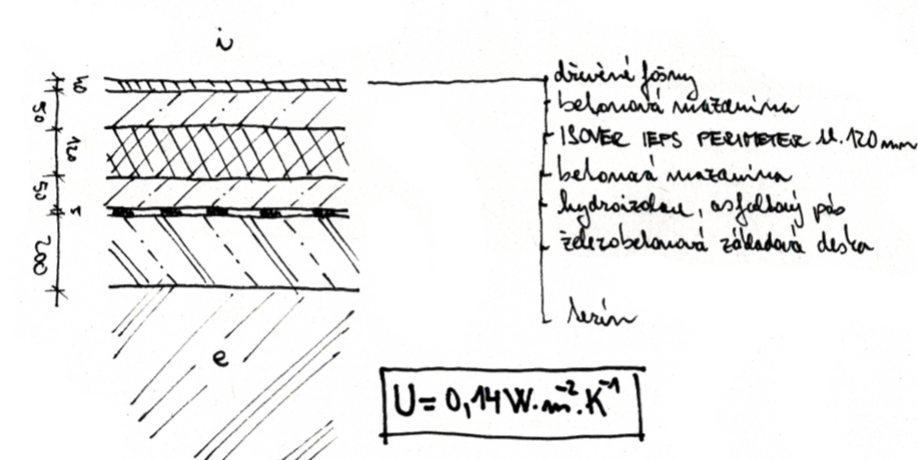 i
dřevěné fošny
betonová mazanina
50
ISOVER EPS PERIMETER tl. 120 mm
120
betonová mazanina
50
hydroizolace, asfaltový pás
5
železobetonová základová deska
200
terén
e
U = 0,14 W·m⁻²·K⁻¹